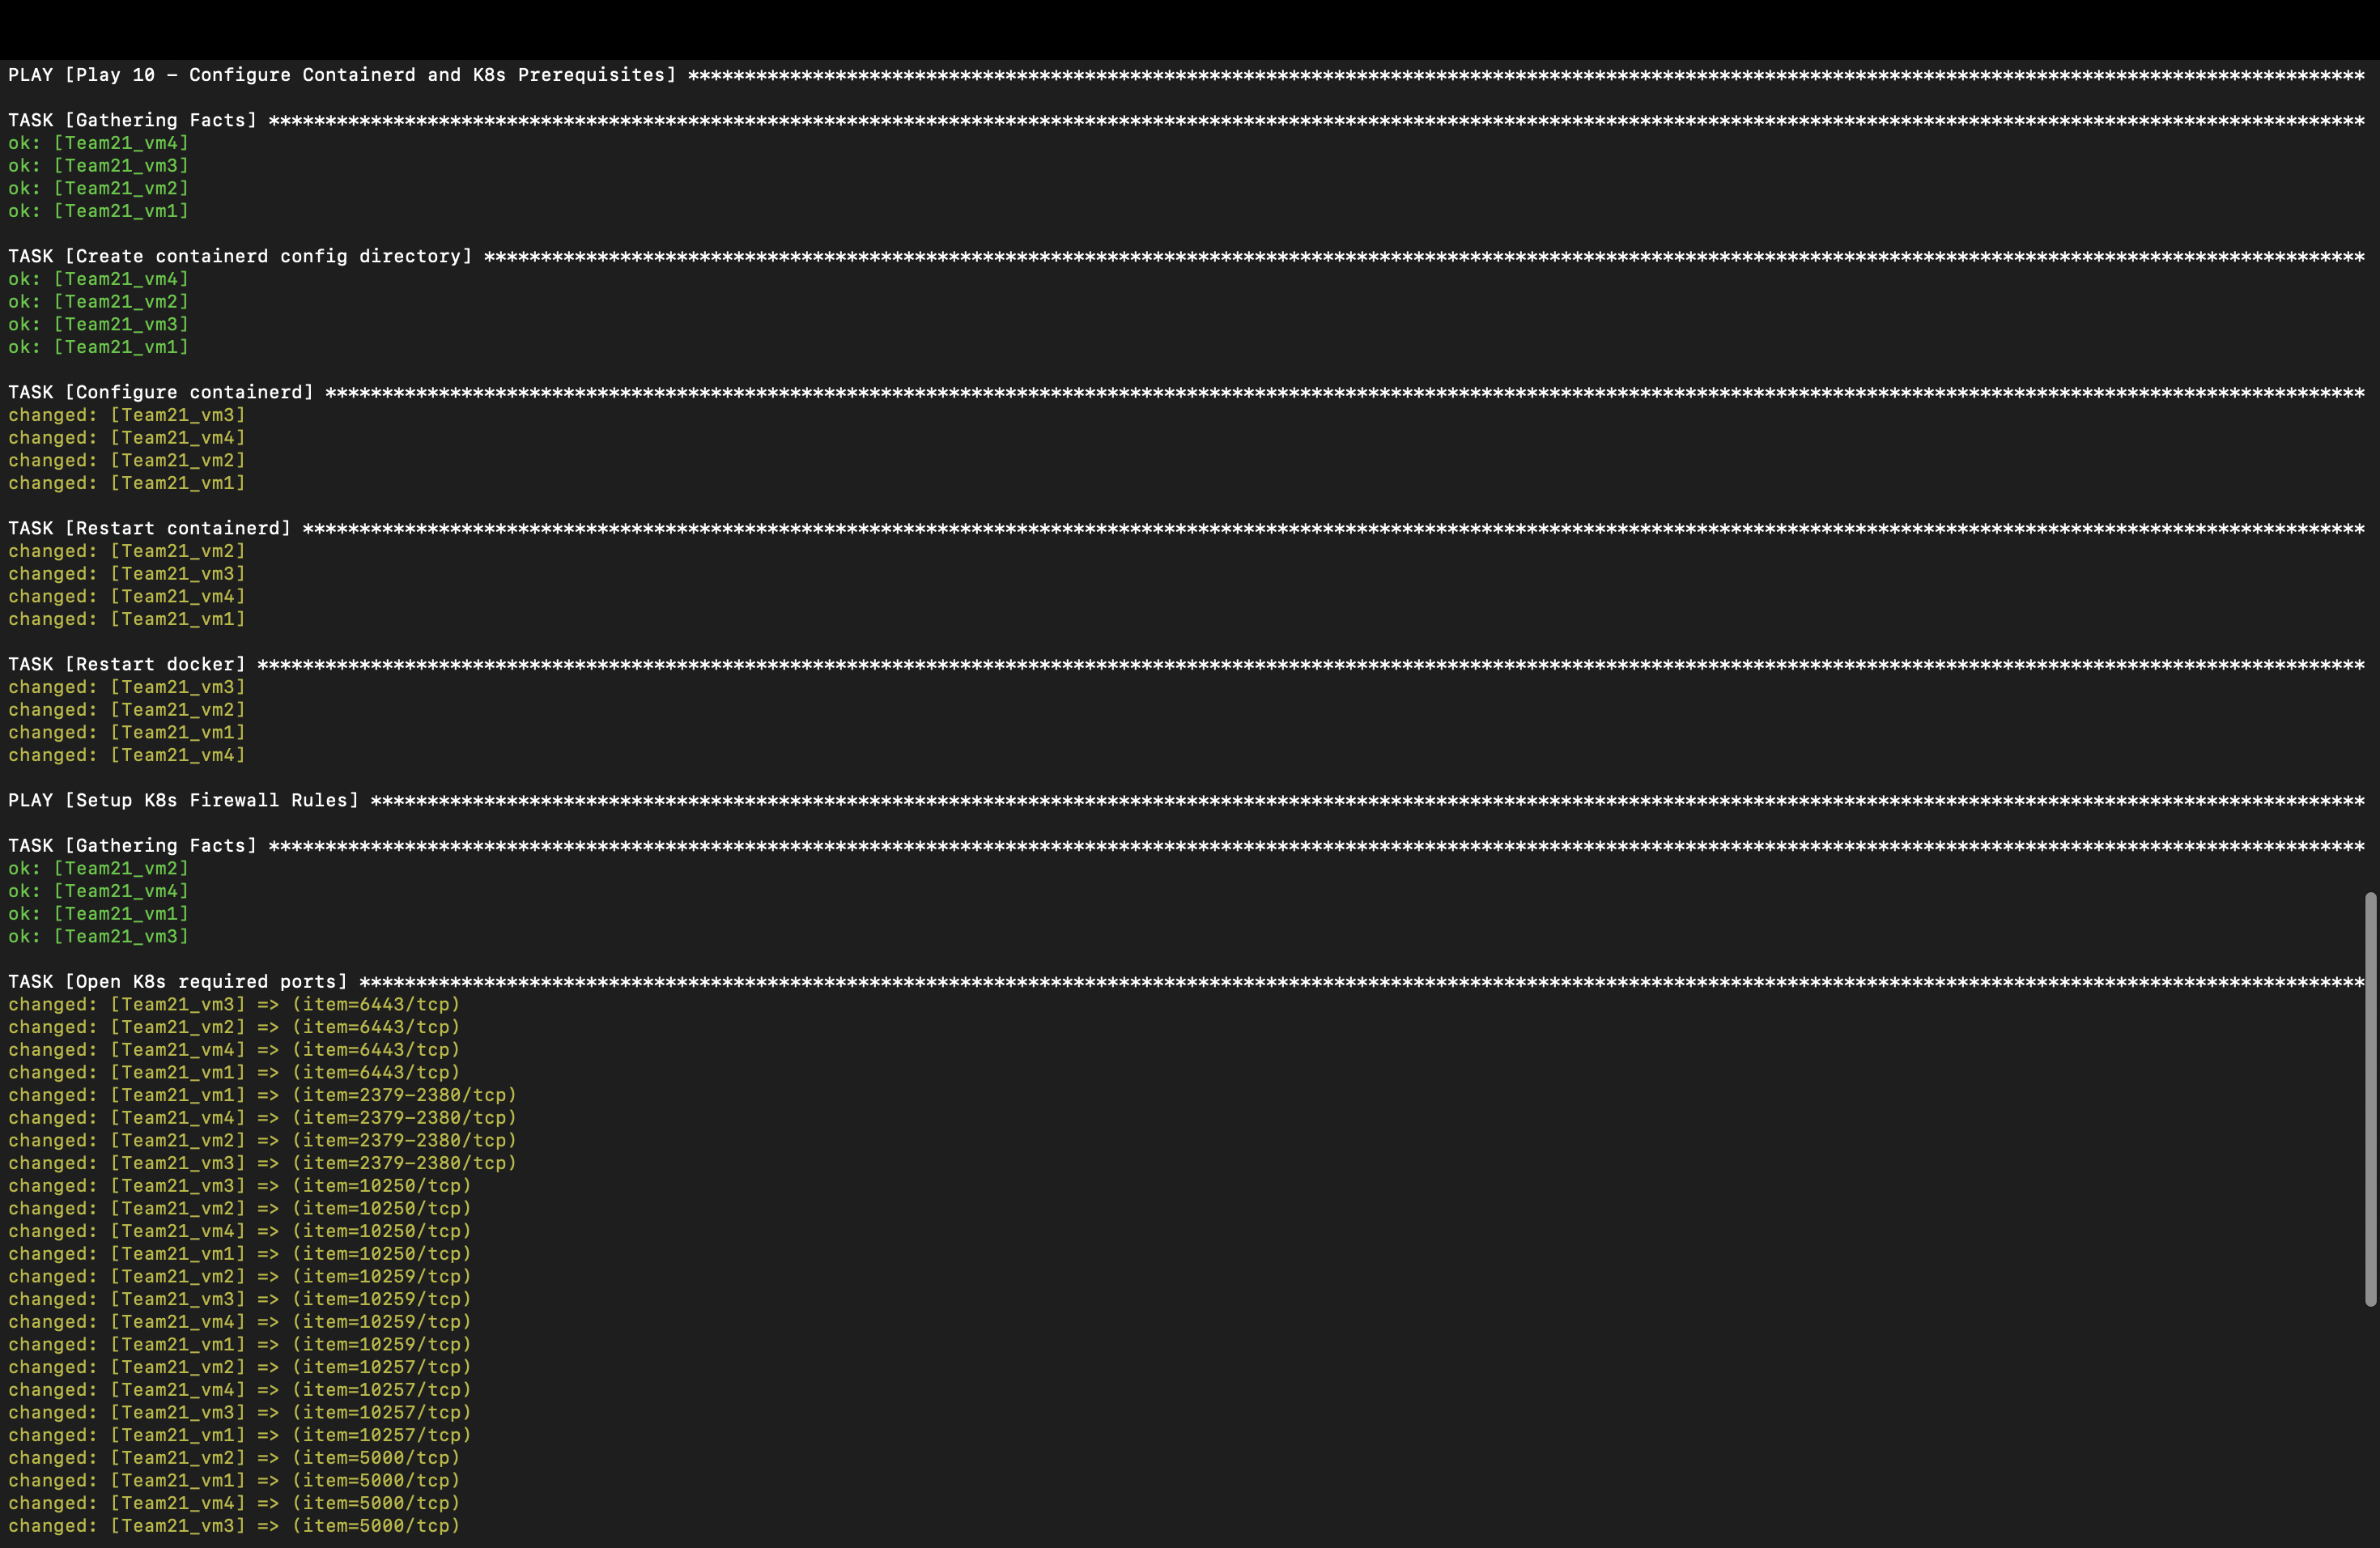 PLAY [Play 10 – Configure Containerd and K8s Prerequisites] ****************************************************************************************************************************************************
TASK [Gathering Facts] *****************************************************************************************************************************************************************************************
ok: [Team21_vm4]
ok: [Team21_vm3]
ok: [Team21_vm2]
ok: [Team21_vm1]
TASK [Create containerd config directory] **********************************************************************************************************************************************************************
ok: [Team21_vm4]
ok: [Team21_vm2]
ok: [Team21_vm3]
ok: [Team21_vm1]
TASK [Configure containerd] ************************************************************************************************************************************************************************************
changed: [Team21_vm3]
changed: [Team21_vm4]
changed: [Team21_vm2]
changed: [Team21_vm1]
TASK [Restart containerd] **************************************************************************************************************************************************************************************
changed: [Team21_vm2]
changed: [Team21_vm3]
changed: [Team21_vm4]
changed: [Team21_vm1]
TASK [Restart docker] ******************************************************************************************************************************************************************************************
changed: [Team21_vm3]
changed: [Team21_vm2]
changed: [Team21_vm1]
changed: [Team21_vm4]
PLAY [Setup K8s Firewall Rules] ********************************************************************************************************************************************************************************
TASK [Gathering Facts] *****************************************************************************************************************************************************************************************
ok: [Team21_vm2]
ok: [Team21_vm4]
ok: [Team21_vm1]
ok: [Team21_vm3]
TASK [Open K8s required ports] *********************************************************************************************************************************************************************************
changed: [Team21_vm3] => (item=6443/tcp)
changed: [Team21_vm2] => (item=6443/tcp)
changed: [Team21_vm4] => (item=6443/tcp)
changed: [Team21_vm1] => (item=6443/tcp)
changed: [Team21_vm1] => (item=2379-2380/tcp)
changed: [Team21_vm4] => (item=2379-2380/tcp)
changed: [Team21_vm2] => (item=2379-2380/tcp)
changed: [Team21_vm3] => (item=2379-2380/tcp)
changed: [Team21_vm3] => (item=10250/tcp)
changed: [Team21_vm2] => (item=10250/tcp)
changed: [Team21_vm4] => (item=10250/tcp)
changed: [Team21_vm1] => (item=10250/tcp)
changed: [Team21_vm2] => (item=10259/tcp)
changed: [Team21_vm3] => (item=10259/tcp)
changed: [Team21_vm4] => (item=10259/tcp)
changed: [Team21_vm1] => (item=10259/tcp)
changed: [Team21_vm2] => (item=10257/tcp)
changed: [Team21_vm4] => (item=10257/tcp)
changed: [Team21_vm3] => (item=10257/tcp)
changed: [Team21_vm1] => (item=10257/tcp)
changed: [Team21_vm2] => (item=5000/tcp)
changed: [Team21_vm1] => (item=5000/tcp)
changed: [Team21_vm4] => (item=5000/tcp)
changed: [Team21_vm3] => (item=5000/tcp)